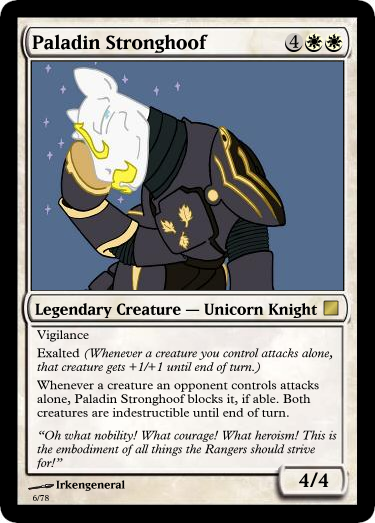 Paladin Stronghoof 4
Legendary Creature — Unicorn Knight
Vigilance
Exalted (Whenever a creature you control attacks alone,
that creature gets +1/+1 until end of turn.)
Whenever a creature an opponent controls attacks
alone, Paladin Stronghoof blocks it, if able. Both
creatures are indestructible until end of turn.
“Oh what nobility! What courage! What heroism! This is
the embodiment of all things the Rangers should strive
for!”
4/4
Irkengeneral
6/78